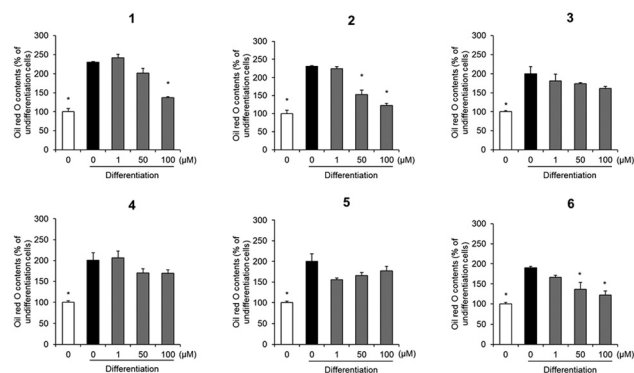 1
Oil red O contents (% of
undifferentiation cells)
300
250
200
150
100
50
0
*
*
0 0 1 50 100 (μM)
Differentiation
2
Oil red O contents (% of
undifferentiation cells)
300
250
200
150
100
50
0
*
*
*
0 0 1 50 100 (μM)
Differentiation
3
Oil red O contents (% of
undifferentiation cells)
300
250
200
150
100
50
0
*
0 0 1 50 100 (μM)
Differentiation
4
Oil red O contents (% of
undifferentiation cells)
300
250
200
150
100
50
0
*
0 0 1 50 100 (μM)
Differentiation
5
Oil red O contents (% of
undifferentiation cells)
300
250
200
150
100
50
0
*
0 0 1 50 100 (μM)
Differentiation
6
Oil red O contents (% of
undifferentiation cells)
300
250
200
150
100
50
0
*
*
*
0 0 1 50 100 (μM)
Differentiation